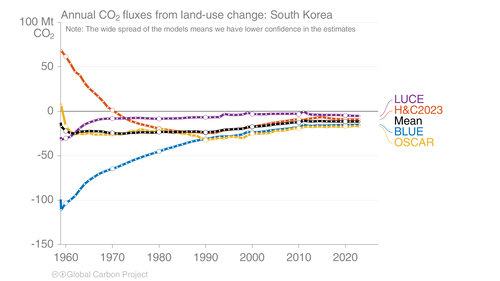 Annual CO₂ fluxes from land-use change: South Korea
Note: The wide spread of the models means we have lower confidence in the estimates
100 Mt
CO₂
50
0
-50
-100
-150
1960 1970 1980 1990 2000 2010 2020
LUCE
H&C2023
Mean
BLUE
OSCAR
Global Carbon Project